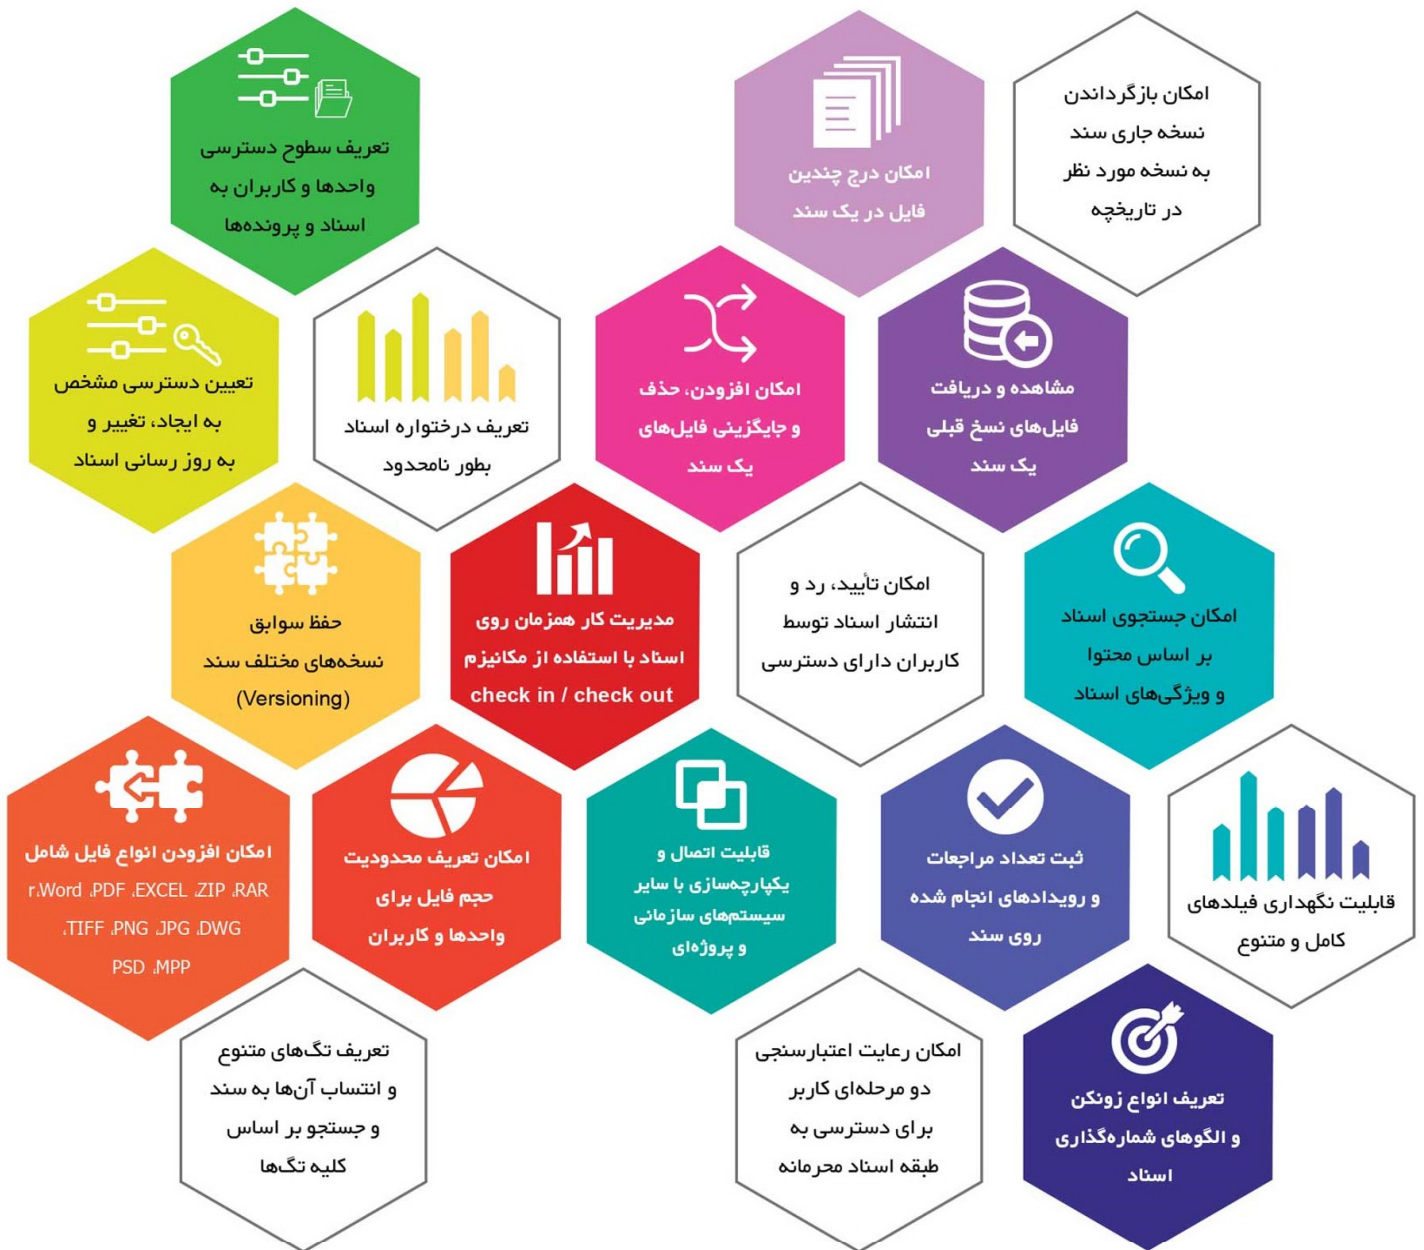 امکان بازگرداندن
نسخه جاری سند
به نسخه مورد نظر
در تاریخچه
امکان درج چندین
فایل در یک سند
تعریف سطوح دسترسی
واحدها و کاربران به
اسناد و پرونده‌ها
مشاهده و دریافت
فایل‌های نسخ قبلی
یک سند
امکان افزودن، حذف
و جایگزینی فایل‌های
یک سند
تعریف درختواره اسناد
بطور نامحدود
تعیین دسترسی مشخص
به ایجاد، تغییر و
به روز رسانی اسناد
امکان جستجوی اسناد
بر اساس محتوا
و ویژگی‌های اسناد
امکان تأیید، رد و
انتشار اسناد توسط
کاربران دارای دسترسی
مدیریت کار همزمان روی
اسناد با استفاده از مکانیزم
check in / check out
حفظ سوابق
نسخه‌های مختلف سند
(Versioning)
قابلیت نگهداری فیلدهای
کامل و متنوع
ثبت تعداد مراجعات
و رویدادهای انجام شده
روی سند
قابلیت اتصال و
یکپارچه‌سازی با سایر
سیستم‌های سازمانی
و پروژه‌ای
امکان تعریف محدودیت
حجم فایل برای
واحدها و کاربران
امکان افزودن انواع فایل شامل
r،Word ،PDF ،EXCEL ،ZIP ،RAR
،TIFF ،PNG ،JPG ،DWG
PSD ،MPP
تعریف انواع زونکن
و الگوهای شماره‌گذاری
اسناد
امکان رعایت اعتبارسنجی
دو مرحله‌ای کاربر
برای دسترسی به
طبقه اسناد محرمانه
تعریف تگ‌های متنوع
و انتساب آن‌ها به سند
و جستجو بر اساس
کلیه تگ‌ها